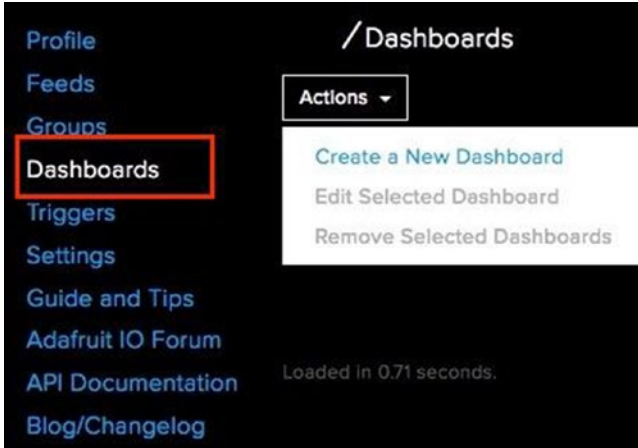 Profile
Feeds
Groups
Dashboards
Triggers
Settings
Guide and Tips
Adafruit IO Forum
API Documentation
Blog/Changelog
/Dashboards
Actions
Create a New Dashboard
Edit Selected Dashboard
Remove Selected Dashboards
Loaded in 0.71 seconds.